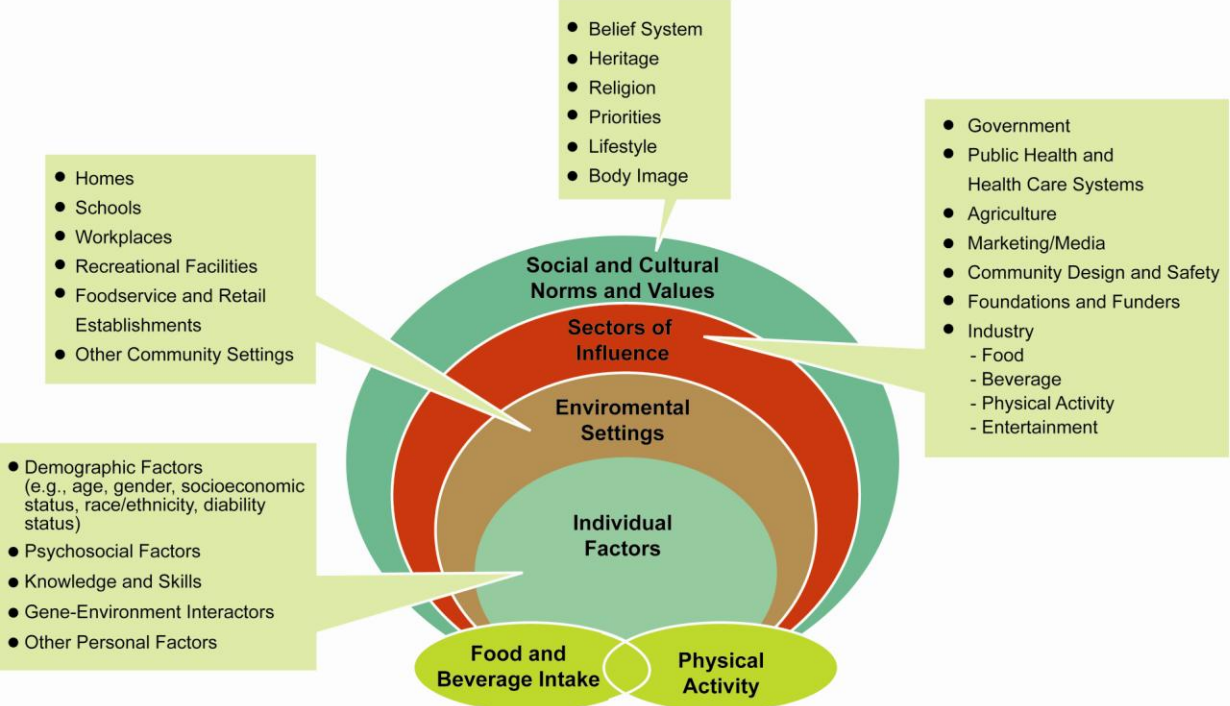 ● Belief System
● Heritage
● Religion
● Priorities
● Lifestyle
● Body Image
● Government
● Public Health and
Health Care Systems
● Agriculture
● Marketing/Media
● Community Design and Safety
● Foundations and Funders
● Industry
- Food
- Beverage
- Physical Activity
- Entertainment
● Homes
● Schools
● Workplaces
● Recreational Facilities
● Foodservice and Retail
Establishments
● Other Community Settings
● Demographic Factors
(e.g., age, gender, socioeconomic
status, race/ethnicity, diability
status)
● Psychosocial Factors
● Knowledge and Skills
● Gene-Environment Interactors
● Other Personal Factors
Social and Cultural
Norms and Values
Sectors of
Influence
Enviromental
Settings
Individual
Factors
Food and
Beverage Intake
Physical
Activity